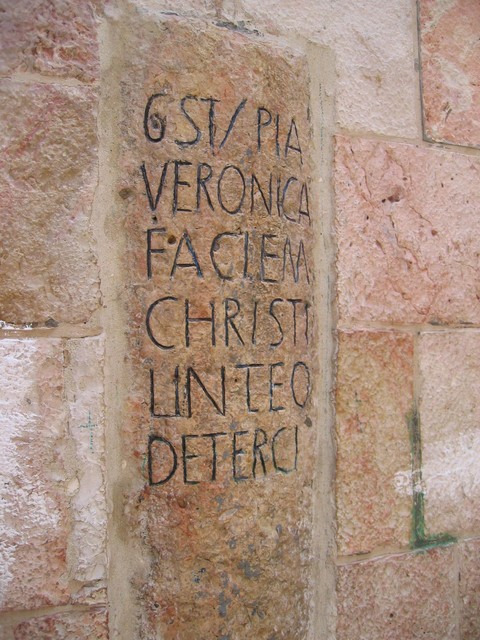 6 ST/ PIA
VERONICA
FACIEM
CHRISTI
LINTEO
DETERCI